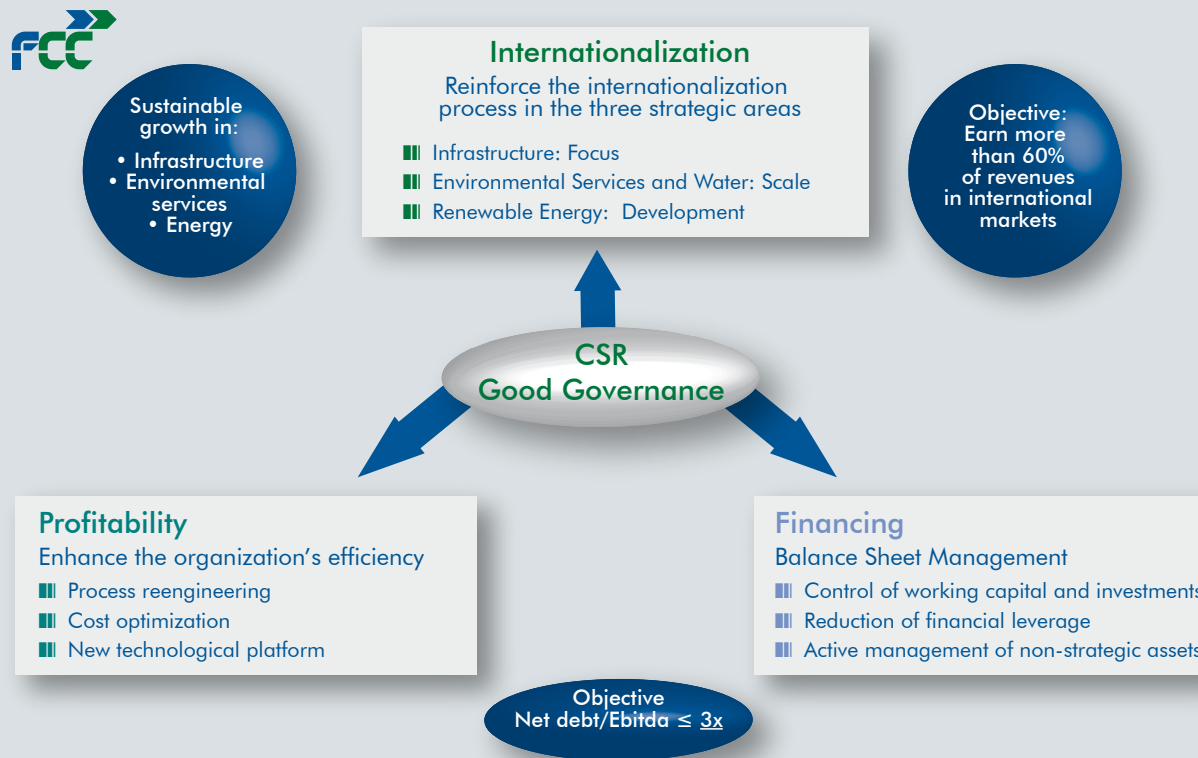 FCC
Internationalization
Reinforce the internationalization
process in the three strategic areas
Infrastructure: Focus
Environmental Services and Water: Scale
Renewable Energy: Development
Sustainable
growth in:
• Infrastructure
• Environmental
services
• Energy
Objective:
Earn more
than 60%
of revenues
in international
markets
CSR
Good Governance
Profitability
Enhance the organization’s efficiency
Process reengineering
Cost optimization
New technological platform
Financing
Balance Sheet Management
Control of working capital and investments
Reduction of financial leverage
Active management of non-strategic assets
Objective
Net debt/Ebitda ≤ 3x